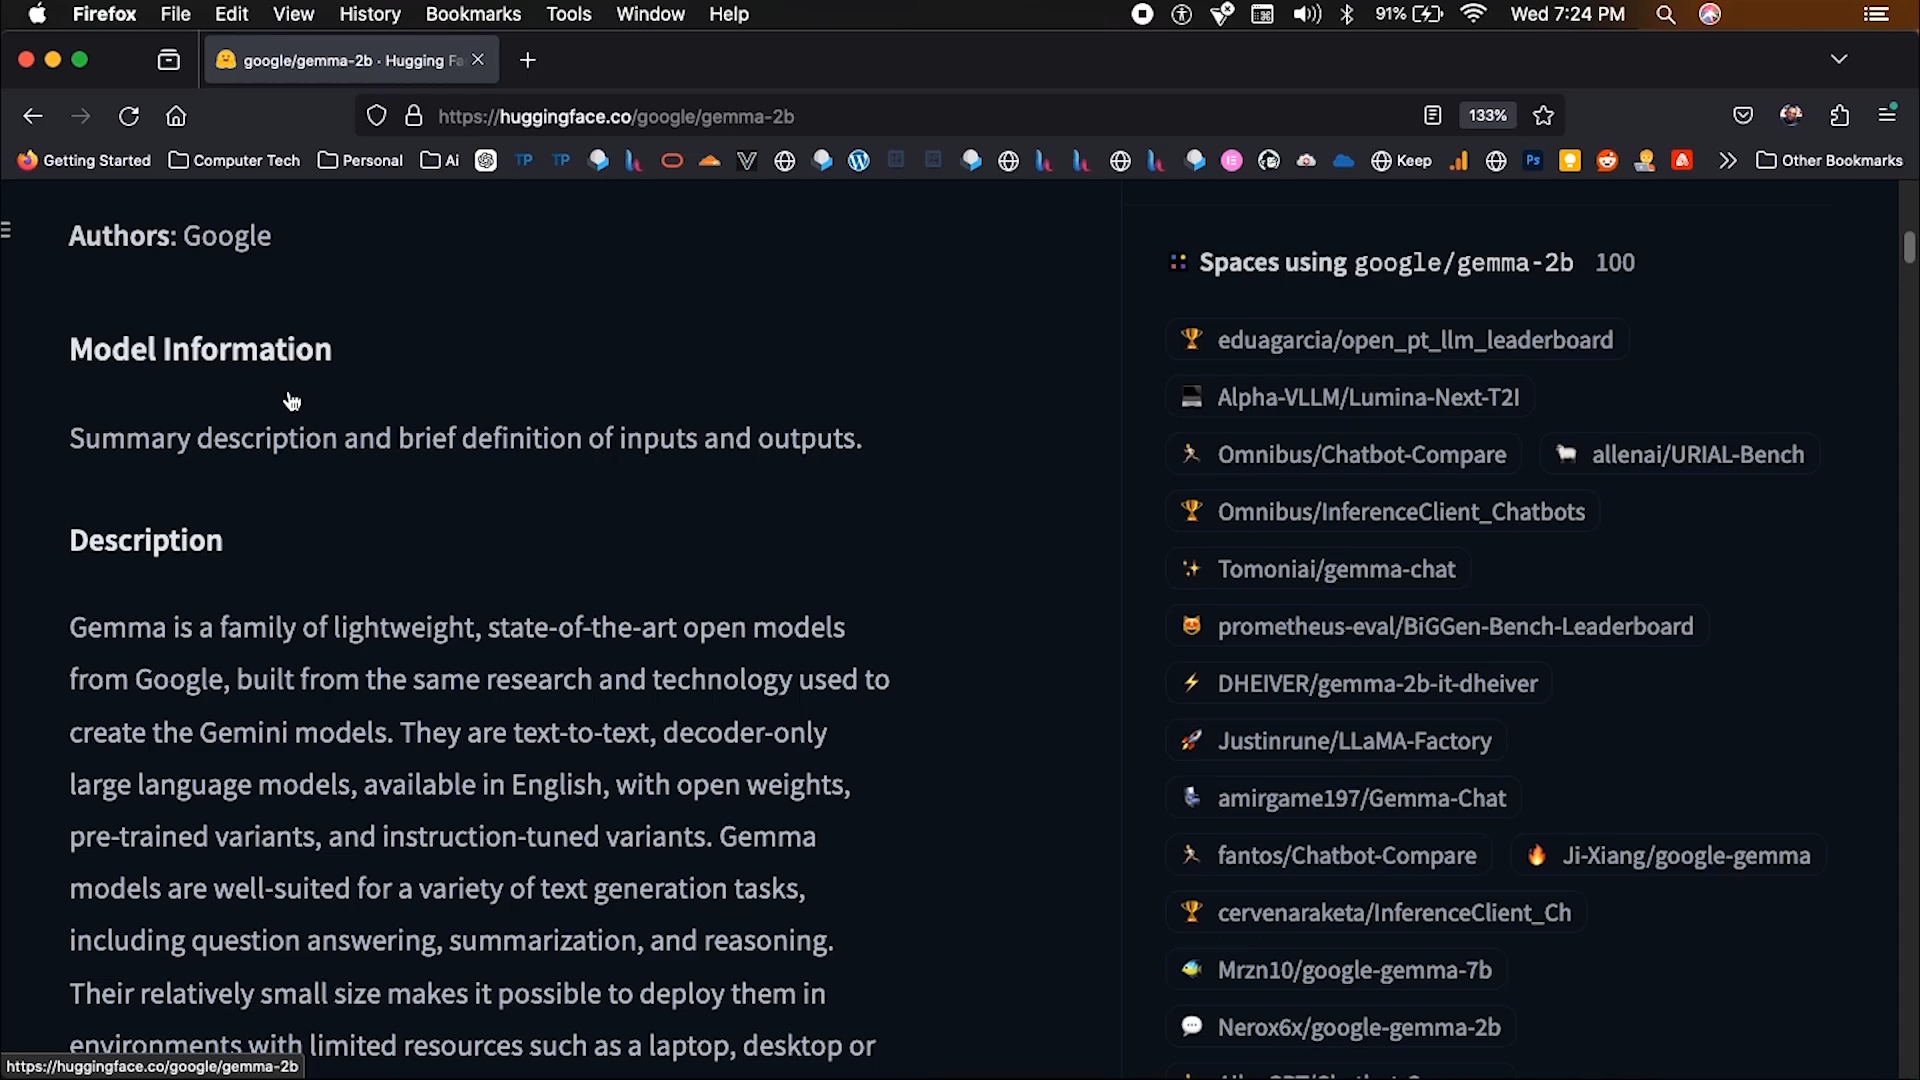 Firefox File Edit View History Bookmarks Tools Window Help 91% Wed 7:24 PM
google/gemma-2b · Hugging Fa
https://huggingface.co/google/gemma-2b 133%
Getting Started Computer Tech Personal Ai TP TP Keep Ps Other Bookmarks
Authors: Google
Model Information
Summary description and brief definition of inputs and outputs.
Description
Gemma is a family of lightweight, state-of-the-art open models
from Google, built from the same research and technology used to
create the Gemini models. They are text-to-text, decoder-only
large language models, available in English, with open weights,
pre-trained variants, and instruction-tuned variants. Gemma
models are well-suited for a variety of text generation tasks,
including question answering, summarization, and reasoning.
Their relatively small size makes it possible to deploy them in
environments with limited resources such as a laptop, desktop or
https://huggingface.co/google/gemma-2b
Spaces using google/gemma-2b 100
eduagarcia/open_pt_llm_leaderboard
Alpha-VLLM/Lumina-Next-T2I
Omnibus/Chatbot-Compare allenai/URIAL-Bench
Omnibus/InferenceClient_Chatbots
Tomoniai/gemma-chat
prometheus-eval/BiGGen-Bench-Leaderboard
DHEIVER/gemma-2b-it-dheiver
Justinrune/LLaMA-Factory
amirgame197/Gemma-Chat
fantos/Chatbot-Compare Ji-Xiang/google-gemma
cervenaraketa/InferenceClient_Ch
Mrzn10/google-gemma-7b
Nerox6x/google-gemma-2b